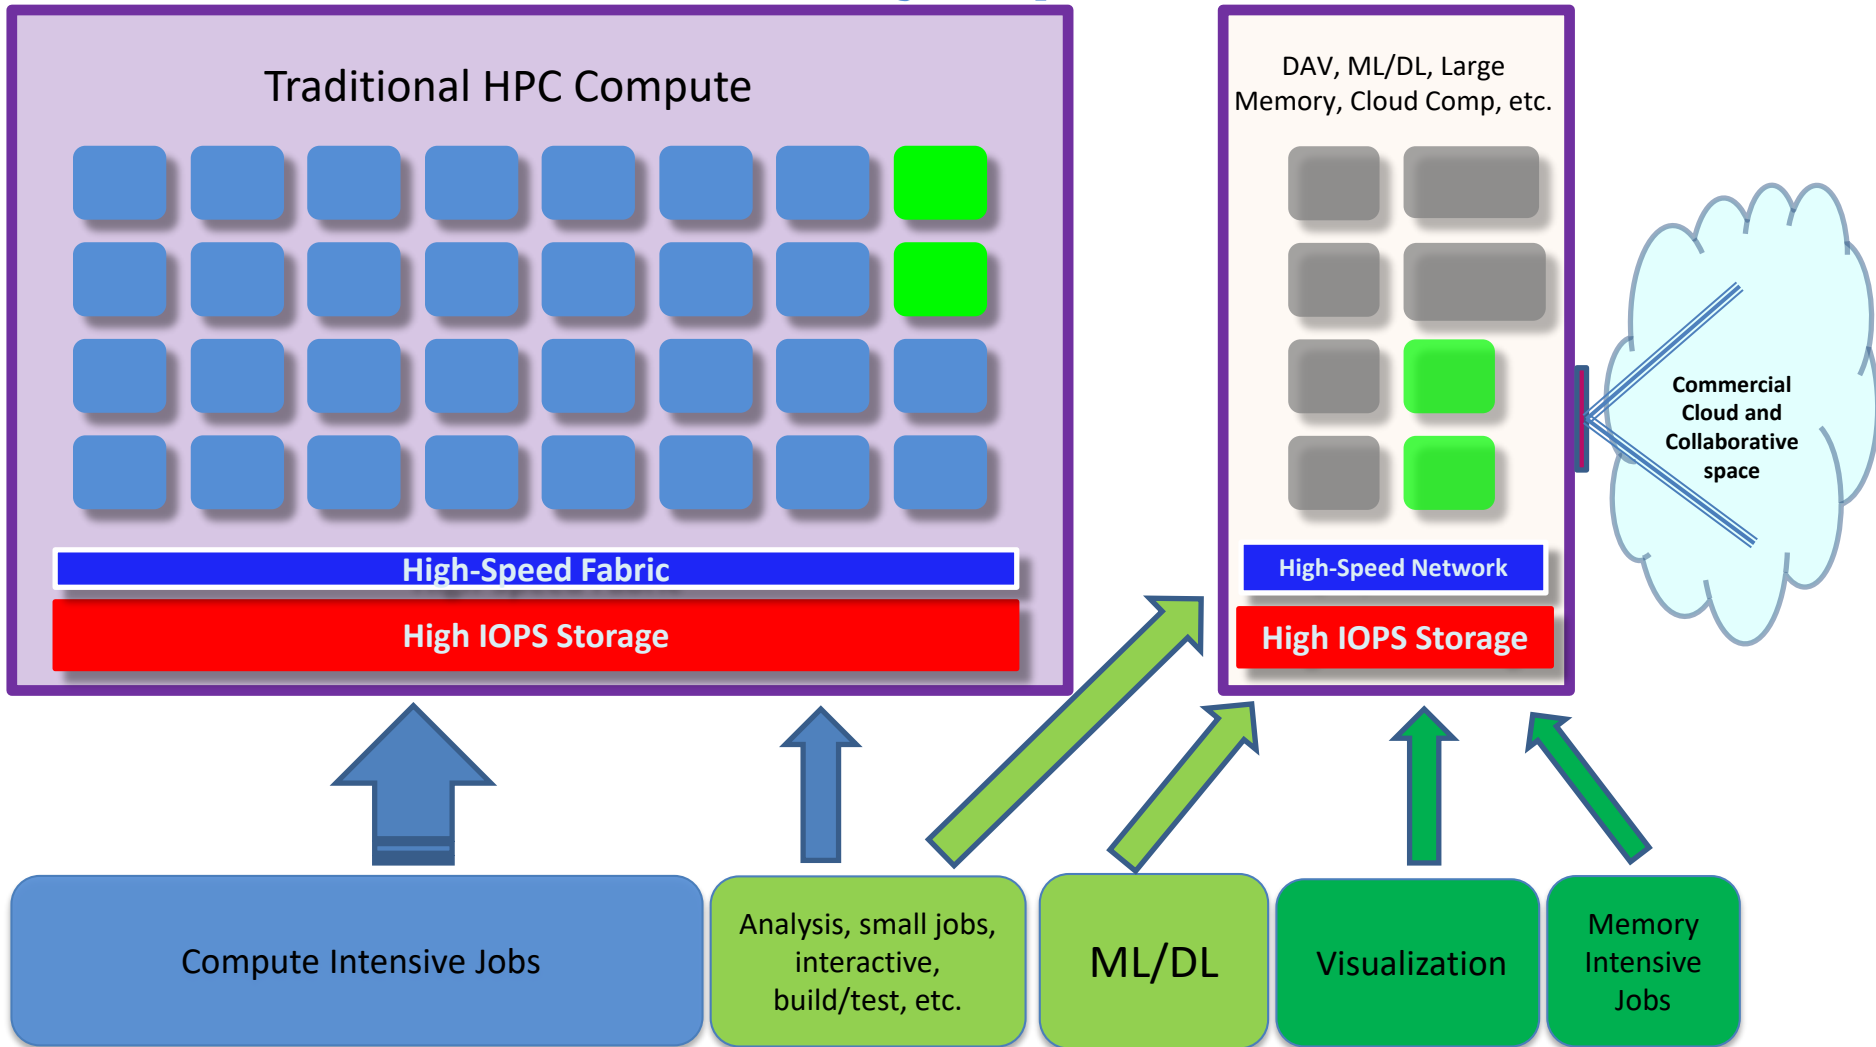 Traditional HPC Compute
High-Speed Fabric
High IOPS Storage
DAV, ML/DL, Large
Memory, Cloud Comp, etc.
High-Speed Network
High IOPS Storage
Commercial
Cloud and
Collaborative
space
Compute Intensive Jobs
Analysis, small jobs,
interactive,
build/test, etc.
ML/DL
Visualization
Memory
Intensive
Jobs